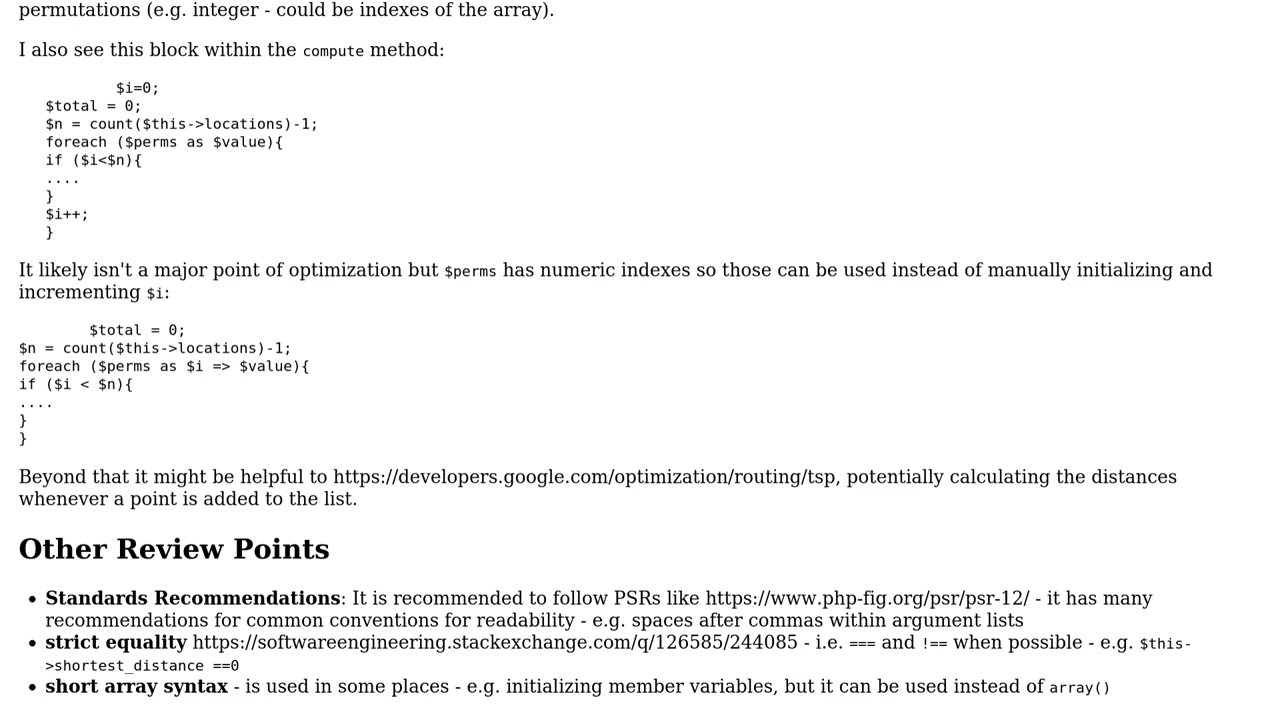 permutations (e.g. integer - could be indexes of the array).
I also see this block within the compute method:
$i=0;
$total = 0;
$n = count($this->locations)-1;
foreach ($perms as $value){
if ($i<$n){
....
}
$i++;
}
It likely isn't a major point of optimization but $perms has numeric indexes so those can be used instead of manually initializing and
incrementing $i:
$total = 0;
$n = count($this->locations)-1;
foreach ($perms as $i => $value){
if ($i < $n){
....
}
}
Beyond that it might be helpful to https://developers.google.com/optimization/routing/tsp, potentially calculating the distances
whenever a point is added to the list.
Other Review Points
• Standards Recommendations: It is recommended to follow PSRs like https://www.php-fig.org/psr/psr-12/ - it has many
recommendations for common conventions for readability - e.g. spaces after commas within argument lists
• strict equality https://softwareengineering.stackexchange.com/q/126585/244085 - i.e. === and !== when possible - e.g. $this-
>shortest_distance ==0
• short array syntax - is used in some places - e.g. initializing member variables, but it can be used instead of array()